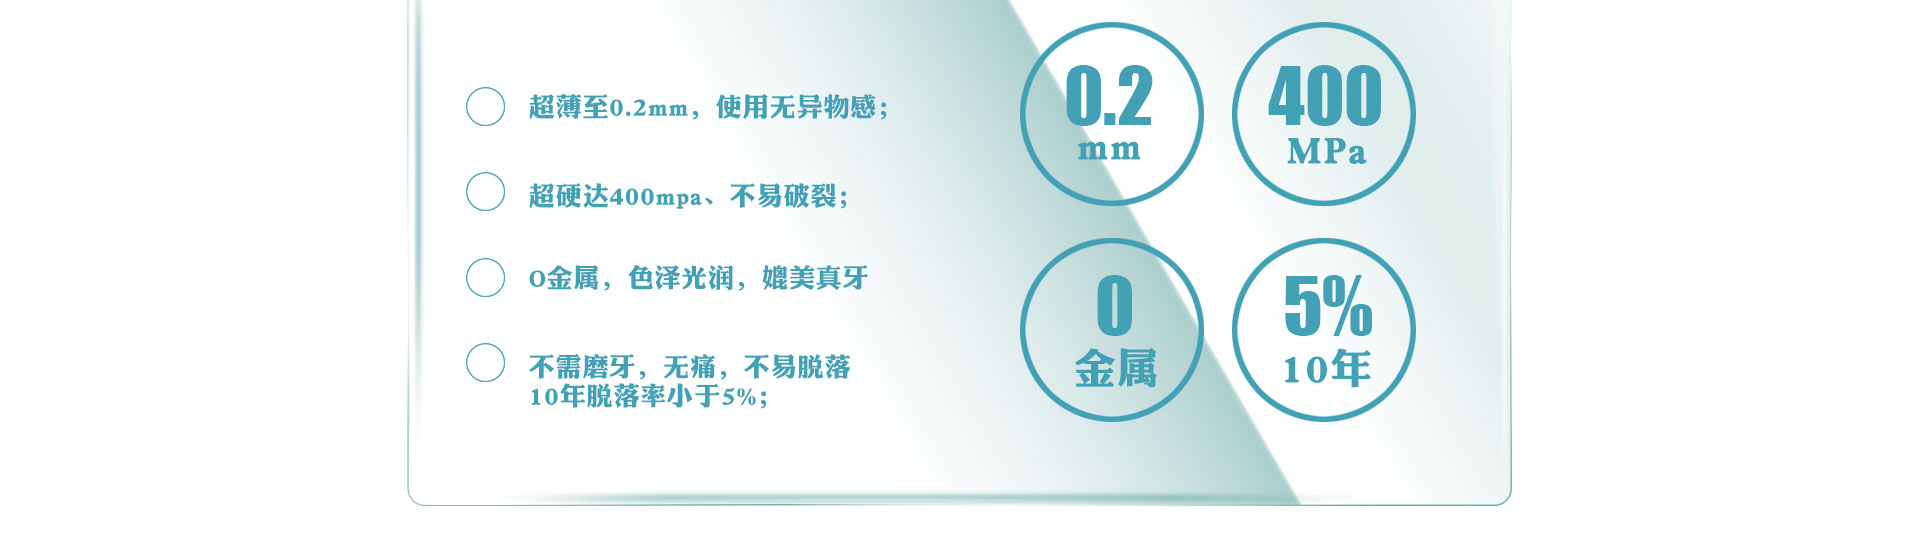 超薄至0.2mm，使用无异物感；
超硬达400mpa、不易破裂；
O金属，色泽光润，媲美真牙
不需磨牙，无痛，不易脱落
10年脱落率小于5%；
0.2
mm
400
MPa
0
金属
5%
10年